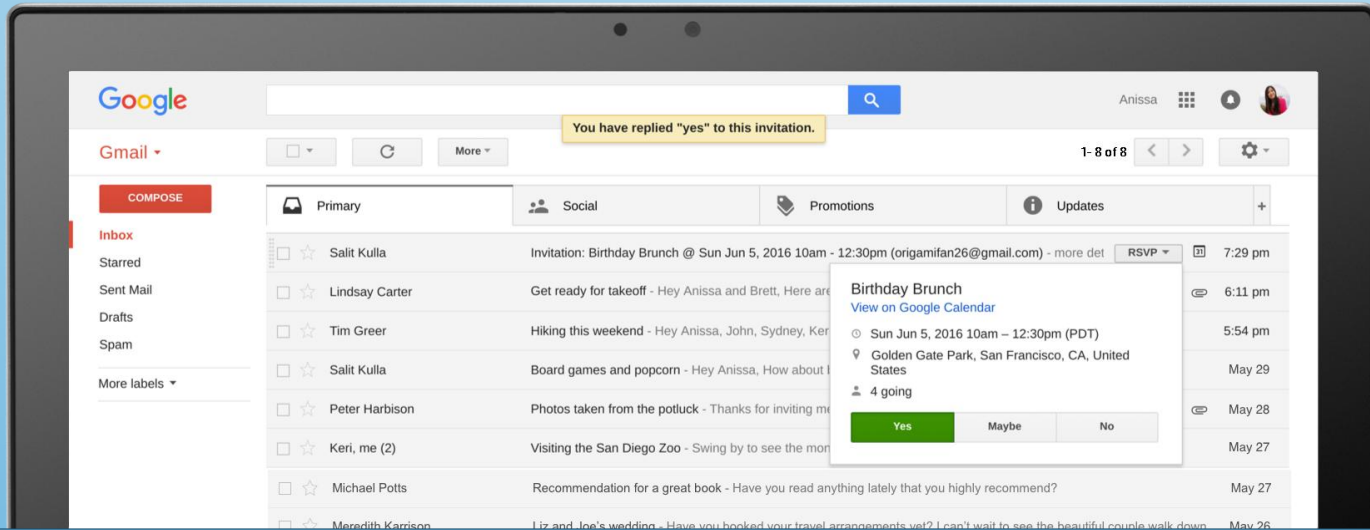 Google
Anissa
You have replied "yes" to this invitation.
Gmail
More
1- 8 of 8
COMPOSE
Primary
Social
Promotions
Updates
+
Inbox
Starred
Sent Mail
Drafts
Spam
More labels
Salit Kulla Invitation: Birthday Brunch @ Sun Jun 5, 2016 10am - 12:30pm (origamifan26@gmail.com) - more det RSVP 31 7:29 pm
Lindsay Carter Get ready for takeoff - Hey Anissa and Brett, Here are 6:11 pm
Tim Greer Hiking this weekend - Hey Anissa, John, Sydney, Ker 5:54 pm
Salit Kulla Board games and popcorn - Hey Anissa, How about May 29
Peter Harbison Photos taken from the potluck - Thanks for inviting me May 28
Keri, me (2) Visiting the San Diego Zoo - Swing by to see the mon May 27
Michael Potts Recommendation for a great book - Have you read anything lately that you highly recommend? May 27
Meredith Karrison Liz and Joe's wedding - Have you booked your travel arrangements yet? I can't wait to see the beautiful couple walk down May 26
Birthday Brunch
View on Google Calendar
Sun Jun 5, 2016 10am – 12:30pm (PDT)
Golden Gate Park, San Francisco, CA, United
States
4 going
Yes
Maybe
No